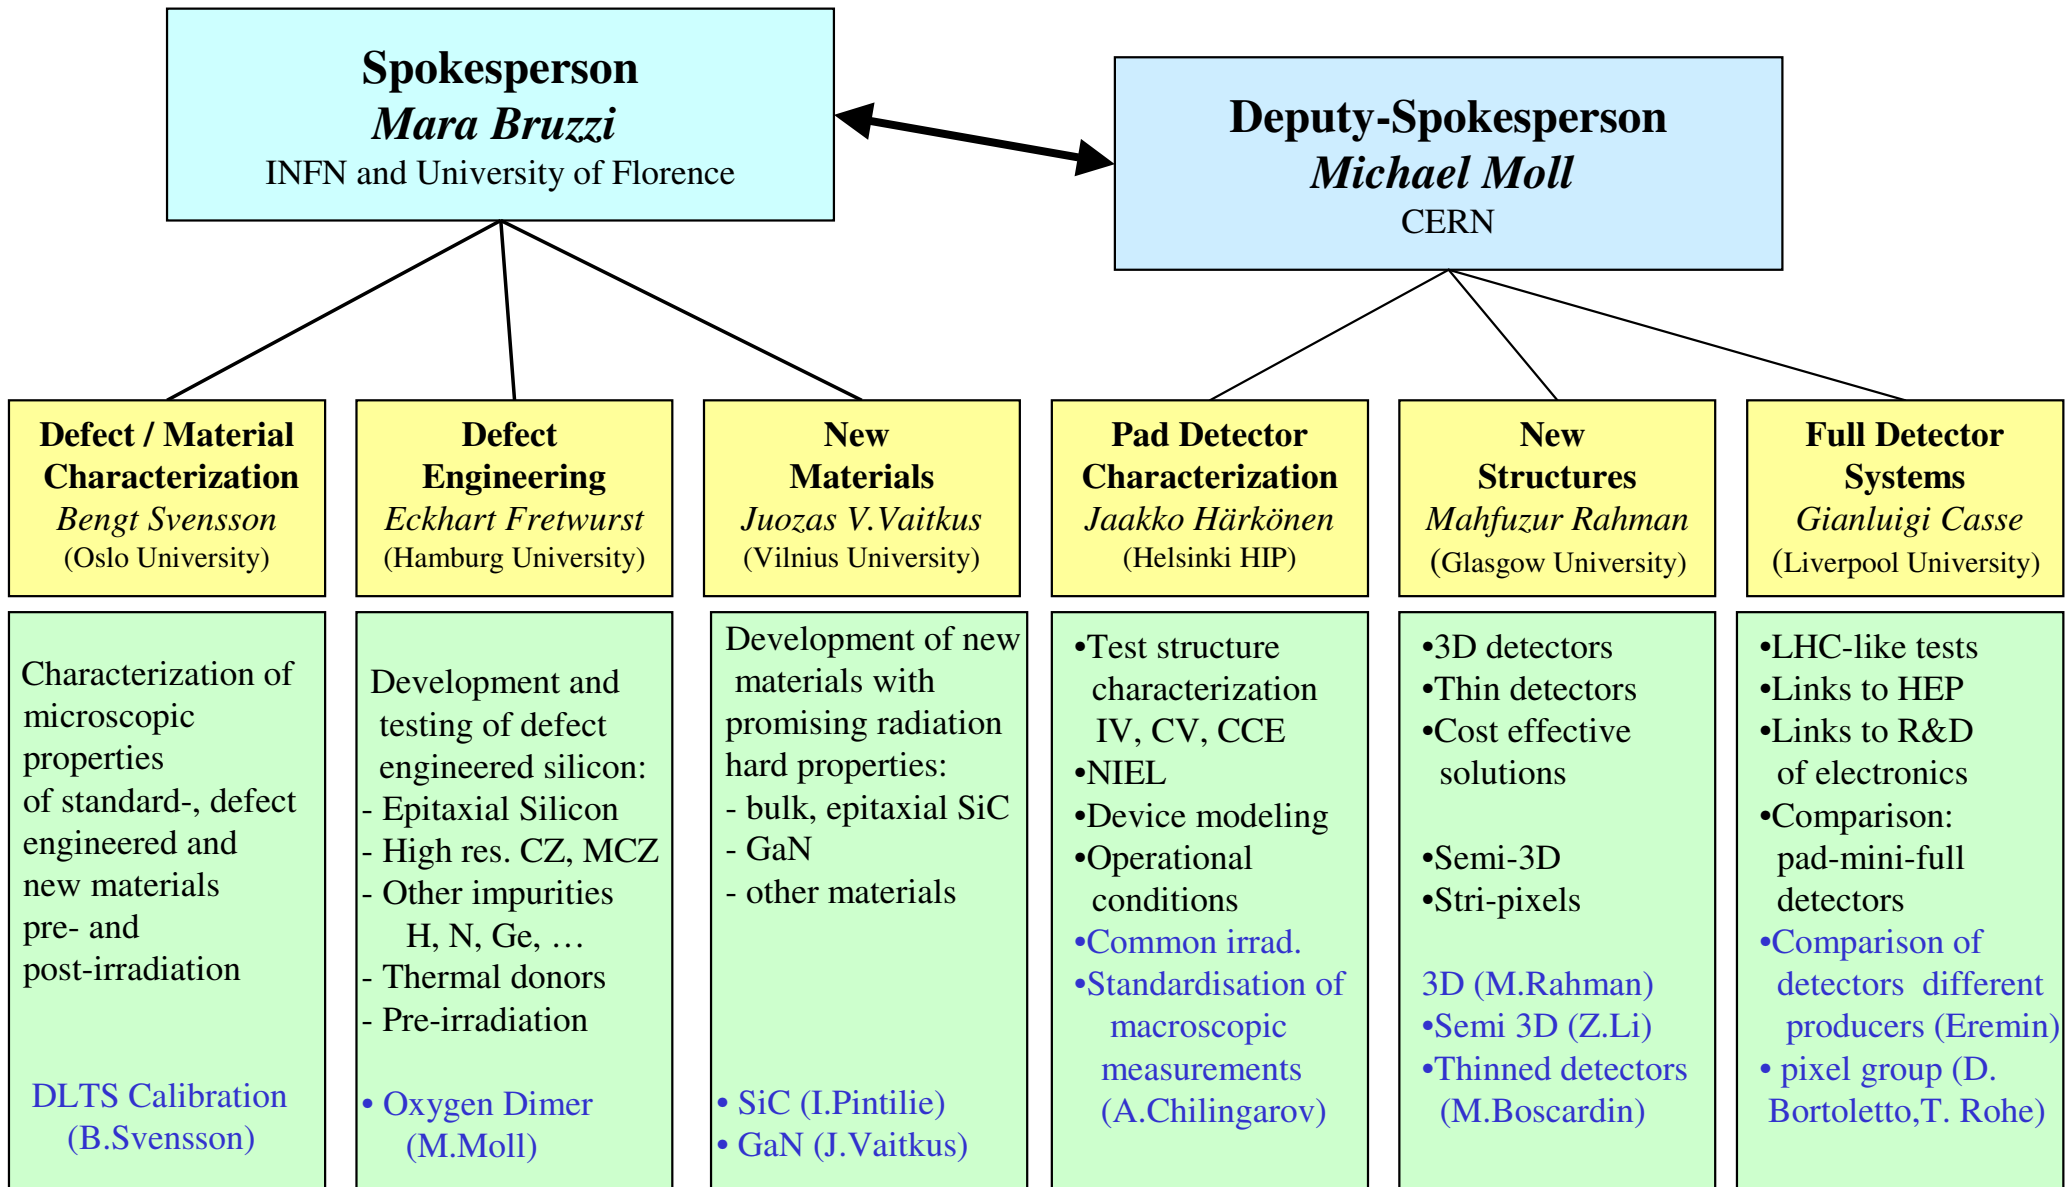 Spokesperson
Mara Bruzzi
INFN and University of Florence
Deputy-Spokesperson
Michael Moll
CERN
Defect / Material
Characterization
Bengt Svensson
(Oslo University)
Defect
Engineering
Eckhart Fretwurst
(Hamburg University)
New
Materials
Juozas V.Vaitkus
(Vilnius University)
Pad Detector
Characterization
Jaakko Härkönen
(Helsinki HIP)
New
Structures
Mahfuzur Rahman
(Glasgow University)
Full Detector
Systems
Gianluigi Casse
(Liverpool University)
Characterization of
microscopic
properties
of standard-, defect
engineered and
new materials
pre- and
post-irradiation
DLTS Calibration
(B.Svensson)
Development and
testing of defect
engineered silicon:
- Epitaxial Silicon
- High res. CZ, MCZ
- Other impurities
H, N, Ge, …
- Thermal donors
- Pre-irradiation
• Oxygen Dimer
(M.Moll)
Development of new
materials with
promising radiation
hard properties:
- bulk, epitaxial SiC
- GaN
- other materials
• SiC (I.Pintilie)
• GaN (J.Vaitkus)
•Test structure
characterization
IV, CV, CCE
•NIEL
•Device modeling
•Operational
conditions
•Common irrad.
•Standardisation of
macroscopic
measurements
(A.Chilingarov)
•3D detectors
•Thin detectors
•Cost effective
solutions
•Semi-3D
•Stri-pixels
3D (M.Rahman)
•Semi 3D (Z.Li)
•Thinned detectors
(M.Boscardin)
•LHC-like tests
•Links to HEP
•Links to R&D
of electronics
•Comparison:
pad-mini-full
detectors
•Comparison of
detectors different
producers (Eremin)
• pixel group (D.
Bortoletto,T. Rohe)